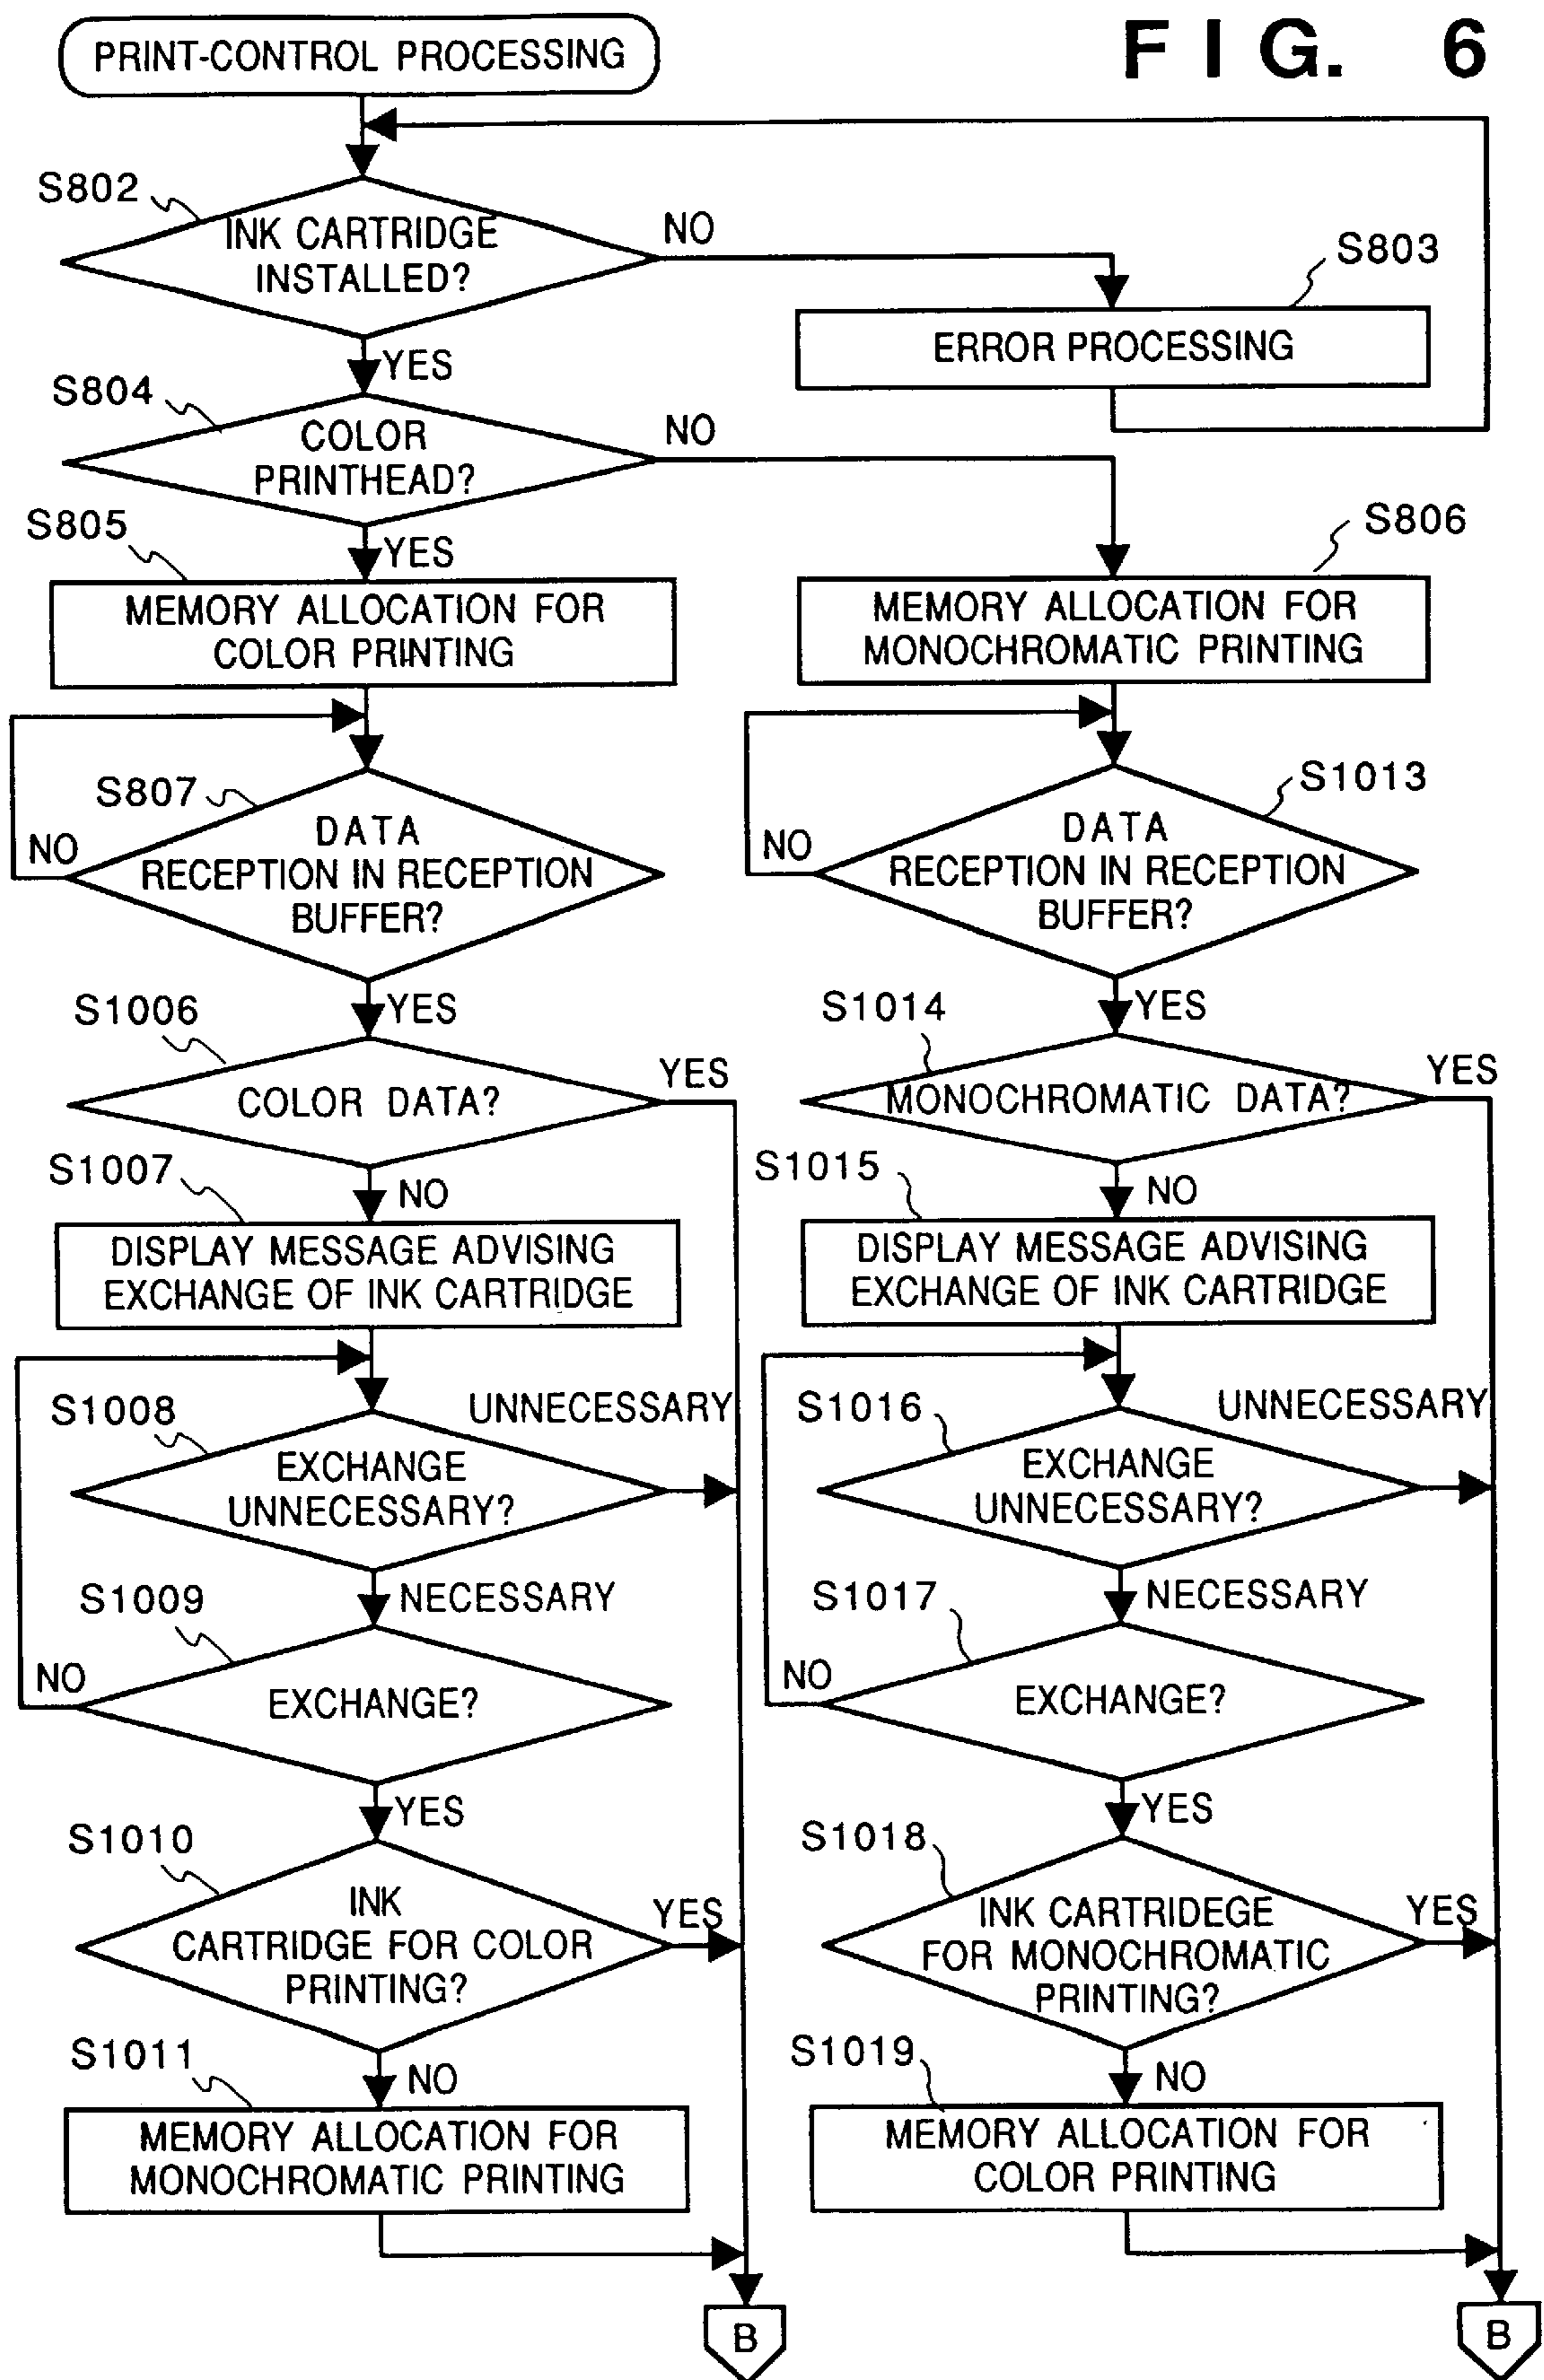 PRINT-CONTROL PROCESSING
FIG. 6
S802
INK CARTRIDGE
INSTALLED?
NO
S803
ERROR PROCESSING
YES
S804
COLOR
PRINTHEAD?
NO
S805
YES
MEMORY ALLOCATION FOR
COLOR PRINTING
S806
MEMORY ALLOCATION FOR
MONOCHROMATIC PRINTING
S807
NO
DATA
RECEPTION IN RECEPTION
BUFFER?
YES
S1013
NO
DATA
RECEPTION IN RECEPTION
BUFFER?
YES
S1006
COLOR DATA?
YES
S1007
NO
DISPLAY MESSAGE ADVISING
EXCHANGE OF INK CARTRIDGE
S1014
MONOCHROMATIC DATA?
YES
S1015
NO
DISPLAY MESSAGE ADVISING
EXCHANGE OF INK CARTRIDGE
S1008
UNNECESSARY
EXCHANGE
UNNECESSARY?
S1009
NECESSARY
NO
EXCHANGE?
YES
S1016
UNNECESSARY
EXCHANGE
UNNECESSARY?
S1017
NECESSARY
NO
EXCHANGE?
YES
S1010
INK
CARTRIDGE FOR COLOR
PRINTING?
YES
S1011
NO
MEMORY ALLOCATION FOR
MONOCHROMATIC PRINTING
B
S1018
INK CARTRIDEGE
FOR MONOCHROMATIC
PRINTING?
YES
S1019
NO
MEMORY ALLOCATION FOR
COLOR PRINTING
B